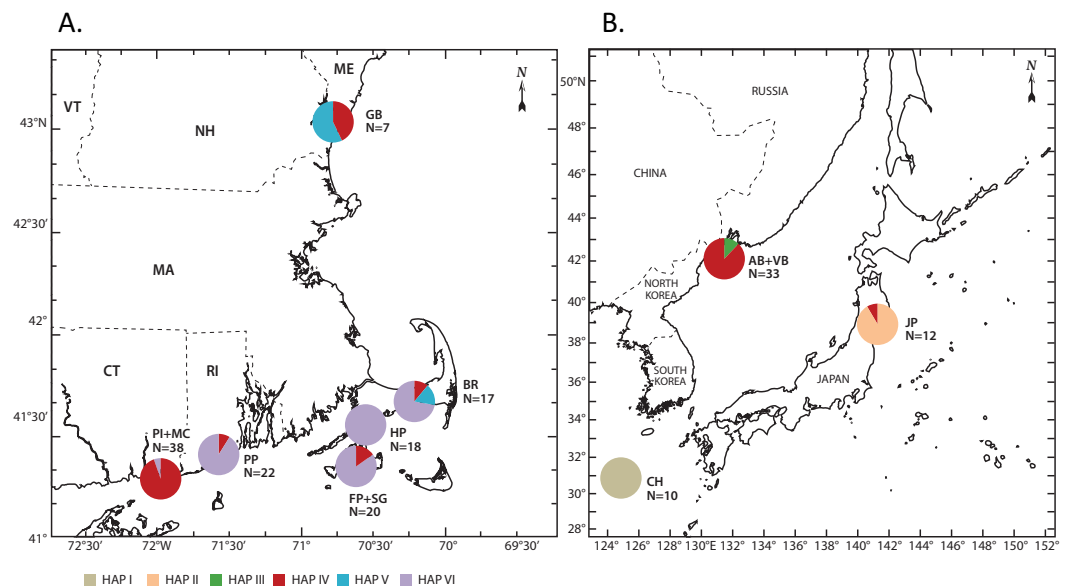 A.
B.
VT
NH
ME
N
GB
N=7
MA
CT
RI
PI+MC
N=38
PP
N=22
HP
N=18
FP+SG
N=20
BR
N=17
43°N
42°30′
42°
41°30′
41°
72°30′
72°W
71°30′
71°
70°30′
70°
69°30′
N
RUSSIA
CHINA
NORTH
KOREA
SOUTH
KOREA
JAPAN
AB+VB
N=33
JP
N=12
CH
N=10
50°N
48°
46°
44°
42°
40°
38°
36°
34°
32°
30°
28°
124° 126° 128° 130°E 132° 134° 136° 138° 140° 142° 144° 146° 148° 150° 152°
HAP I HAP II HAP III HAP IV HAP V HAP VI